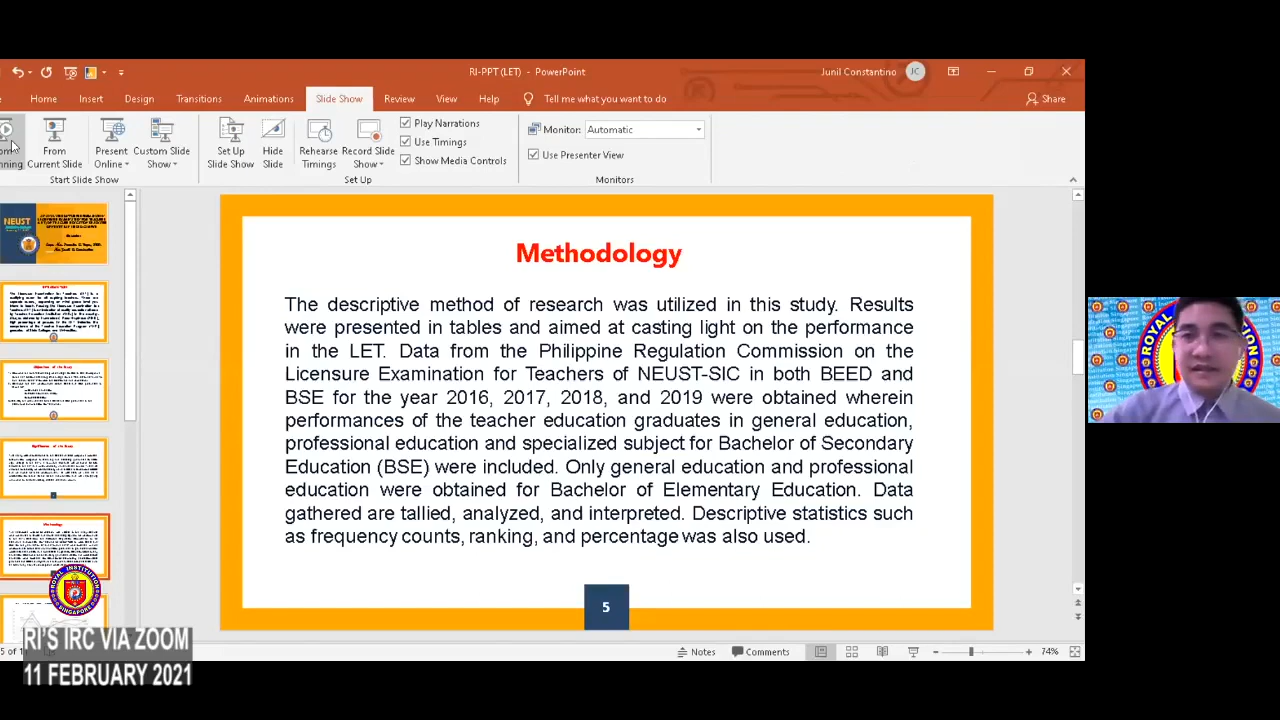 RI-PPT (LET) - PowerPoint
Junil Constantino
JC
Home Insert Design Transitions Animations Slide Show Review View Help Tell me what you want to do
Share
From Current Slide
Present Online
Custom Slide Show
Set Up Slide Show
Hide Slide
Rehearse Timings
Record Slide Show
Play Narrations
Use Timings
Show Media Controls
Monitor: Automatic
Use Presenter View
Start Slide Show
Set Up
Monitors
NEUST
Methodology
The descriptive method of research was utilized in this study. Results
were presented in tables and aimed at casting light on the performance
in the LET. Data from the Philippine Regulation Commission on the
Licensure Examination for Teachers of NEUST-SIC in both BEED and
BSE for the year 2016, 2017, 2018, and 2019 were obtained wherein
performances of the teacher education graduates in general education,
professional education and specialized subject for Bachelor of Secondary
Education (BSE) were included. Only general education and professional
education were obtained for Bachelor of Elementary Education. Data
gathered are tallied, analyzed, and interpreted. Descriptive statistics such
as frequency counts, ranking, and percentage was also used.
5
ROYAL INSTITUTION
SINGAPORE
RI'S IRC VIA ZOOM
11 FEBRUARY 2021
Notes
Comments
74%